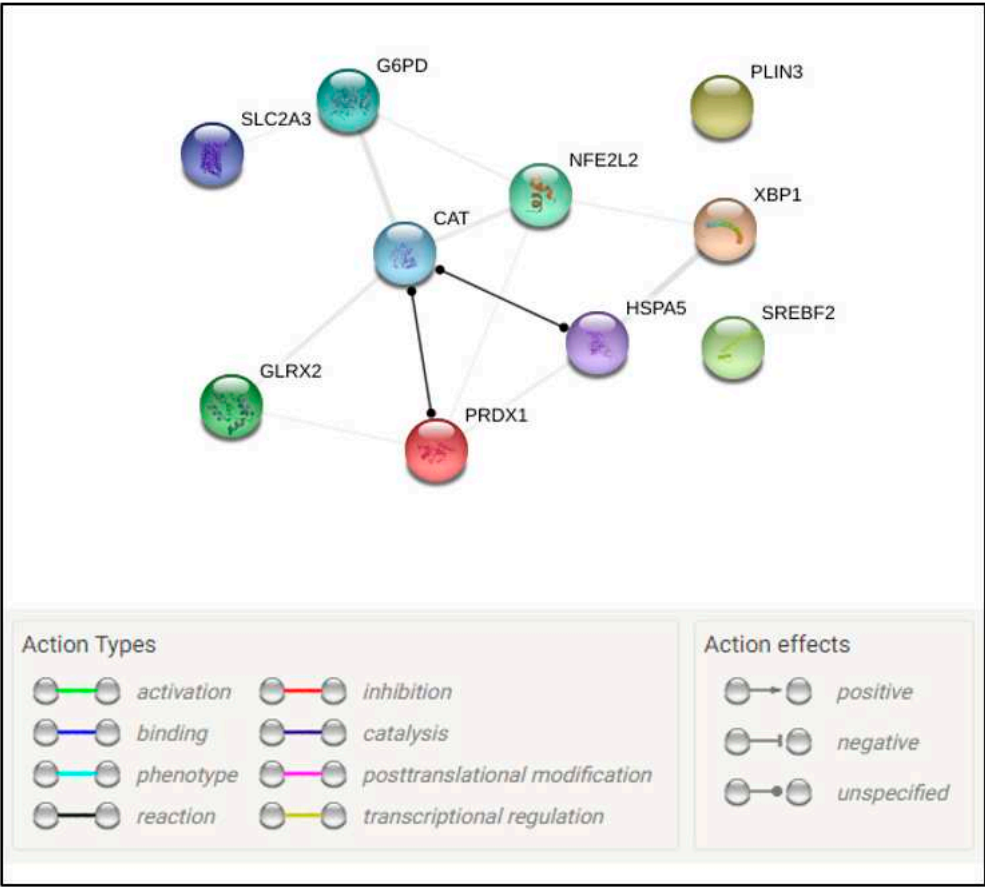 G6PD
PLIN3
SLC2A3
NFE2L2
XBP1
CAT
HSPA5
SREBF2
GLRX2
PRDX1
Action Types
activation
inhibition
binding
catalysis
phenotype
posttranslational modification
reaction
transcriptional regulation
Action effects
positive
negative
unspecified